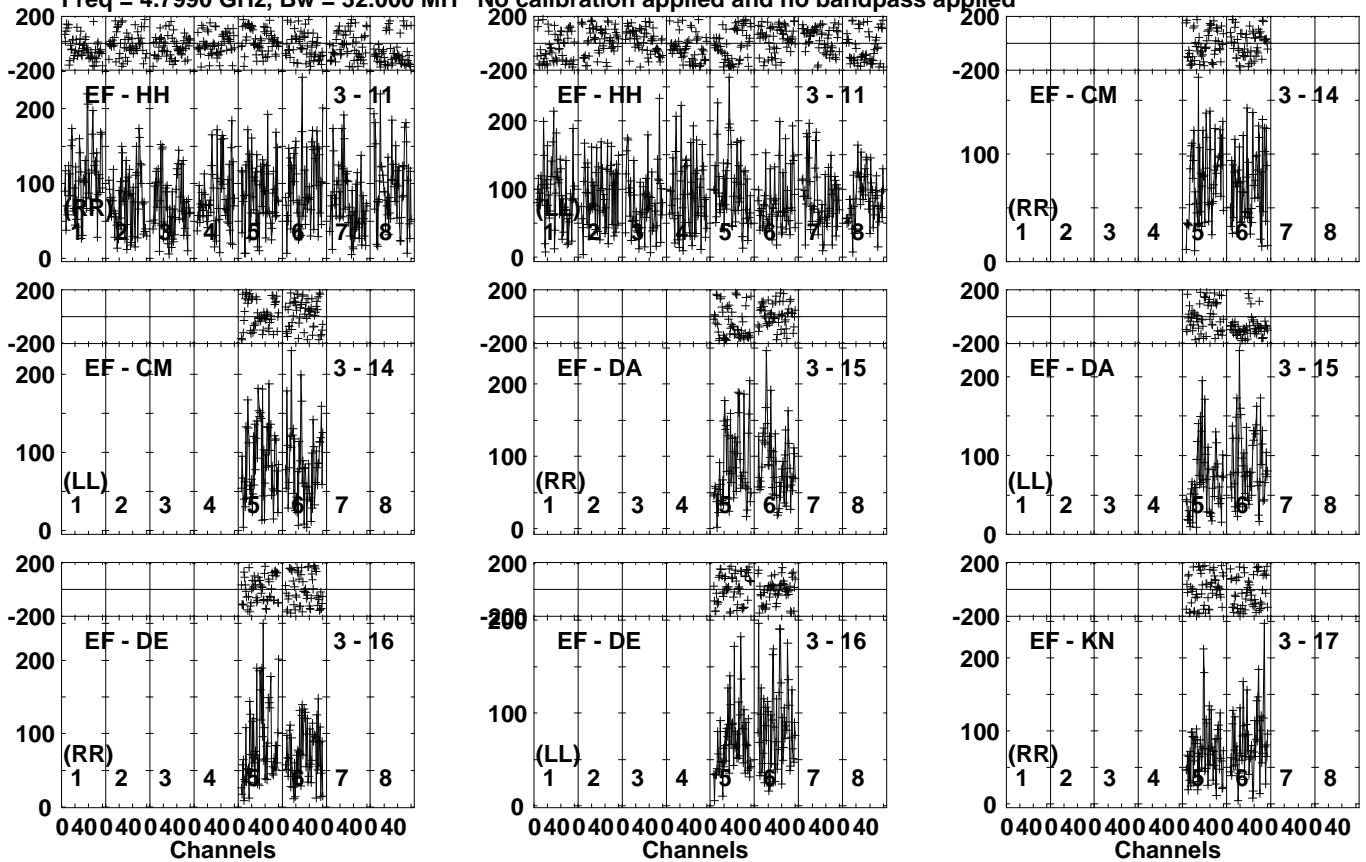 Freq = 4.7990 GHz, Bw = 32.000 MH No calibration applied and no bandpass applied
200 200 200
-200 -200 -200
EF - HH 3 - 11 EF - HH 3 - 11 EF - CM 3 - 14
200 200
100 100 100
(RR) (LL) (RR)
1 2 3 4 5 6 7 8 1 2 3 4 5 6 7 8 1 2 3 4 5 6 7 8
0 0 0
200 200 200
-200 -200 -200
EF - CM 3 - 14 EF - DA 3 - 15 EF - DA 3 - 15
200 200 200
100 100 100
(LL) (RR) (LL)
1 2 3 4 5 6 7 8 1 2 3 4 5 6 7 8 1 2 3 4 5 6 7 8
0 0 0
200 200 200
-200 -200 -200
200
EF - DE 3 - 16 EF - DE 3 - 16 EF - KN 3 - 17
200 200
100 100 100
(RR) (LL) (RR)
1 2 3 4 5 6 7 8 1 2 3 4 5 6 7 8 1 2 3 4 5 6 7 8
0 0 0
0 40 0 40 0 40 0 40 0 40 0 40 0 40 0 40 0 40 0 40 0 40 0 40 0 40 0 40 0 40 0 40 0 40 0 40 0 40 0 40 0 40 0 40 0 40 0 40
Channels Channels Channels